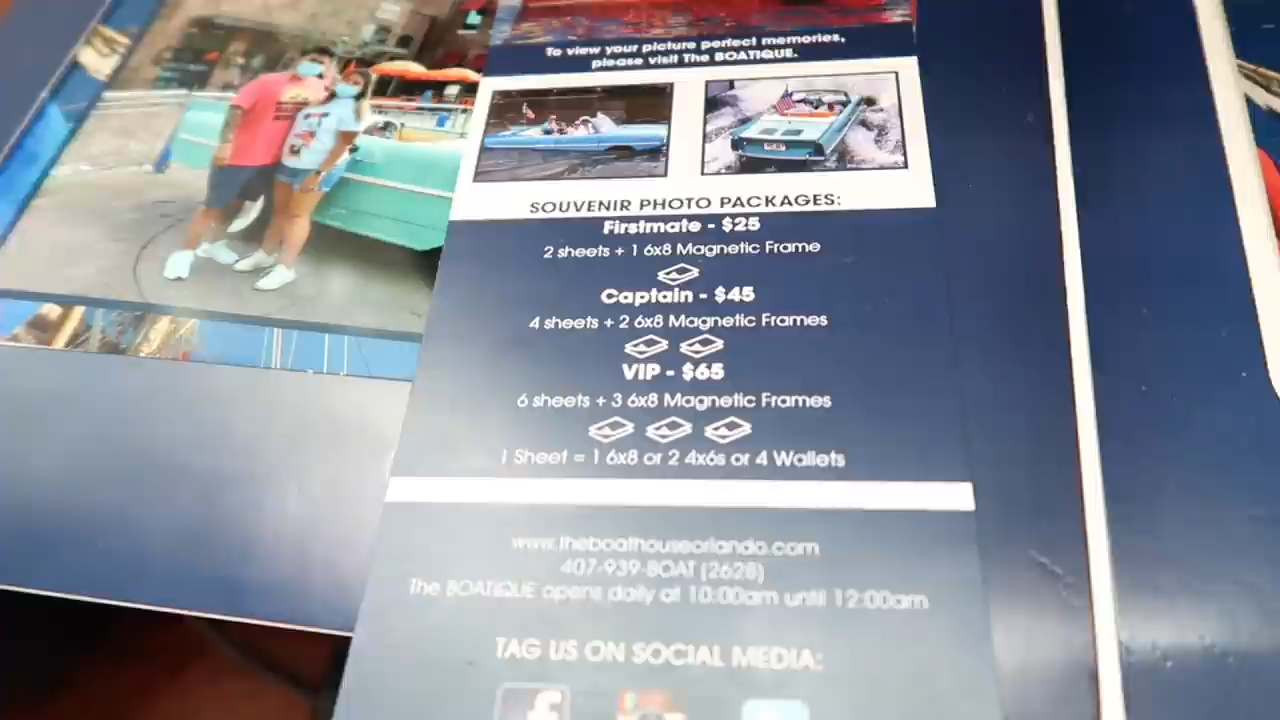 To view your picture perfect memories,
please visit The BOATIQUE.
SOUVENIR PHOTO PACKAGES:
Firstmate - $25
2 sheets + 1 6x8 Magnetic Frame
Captain - $45
4 sheets + 2 6x8 Magnetic Frames
VIP - $65
6 sheets + 3 6x8 Magnetic Frames
1 Sheet = 1 6x8 or 2 4x6s or 4 Wallets
www.theboathouseorlando.com
407-939-BOAT (2628)
The BOATIQUE opens daily at 10:00am until 12:00am
TAG US ON SOCIAL MEDIA: